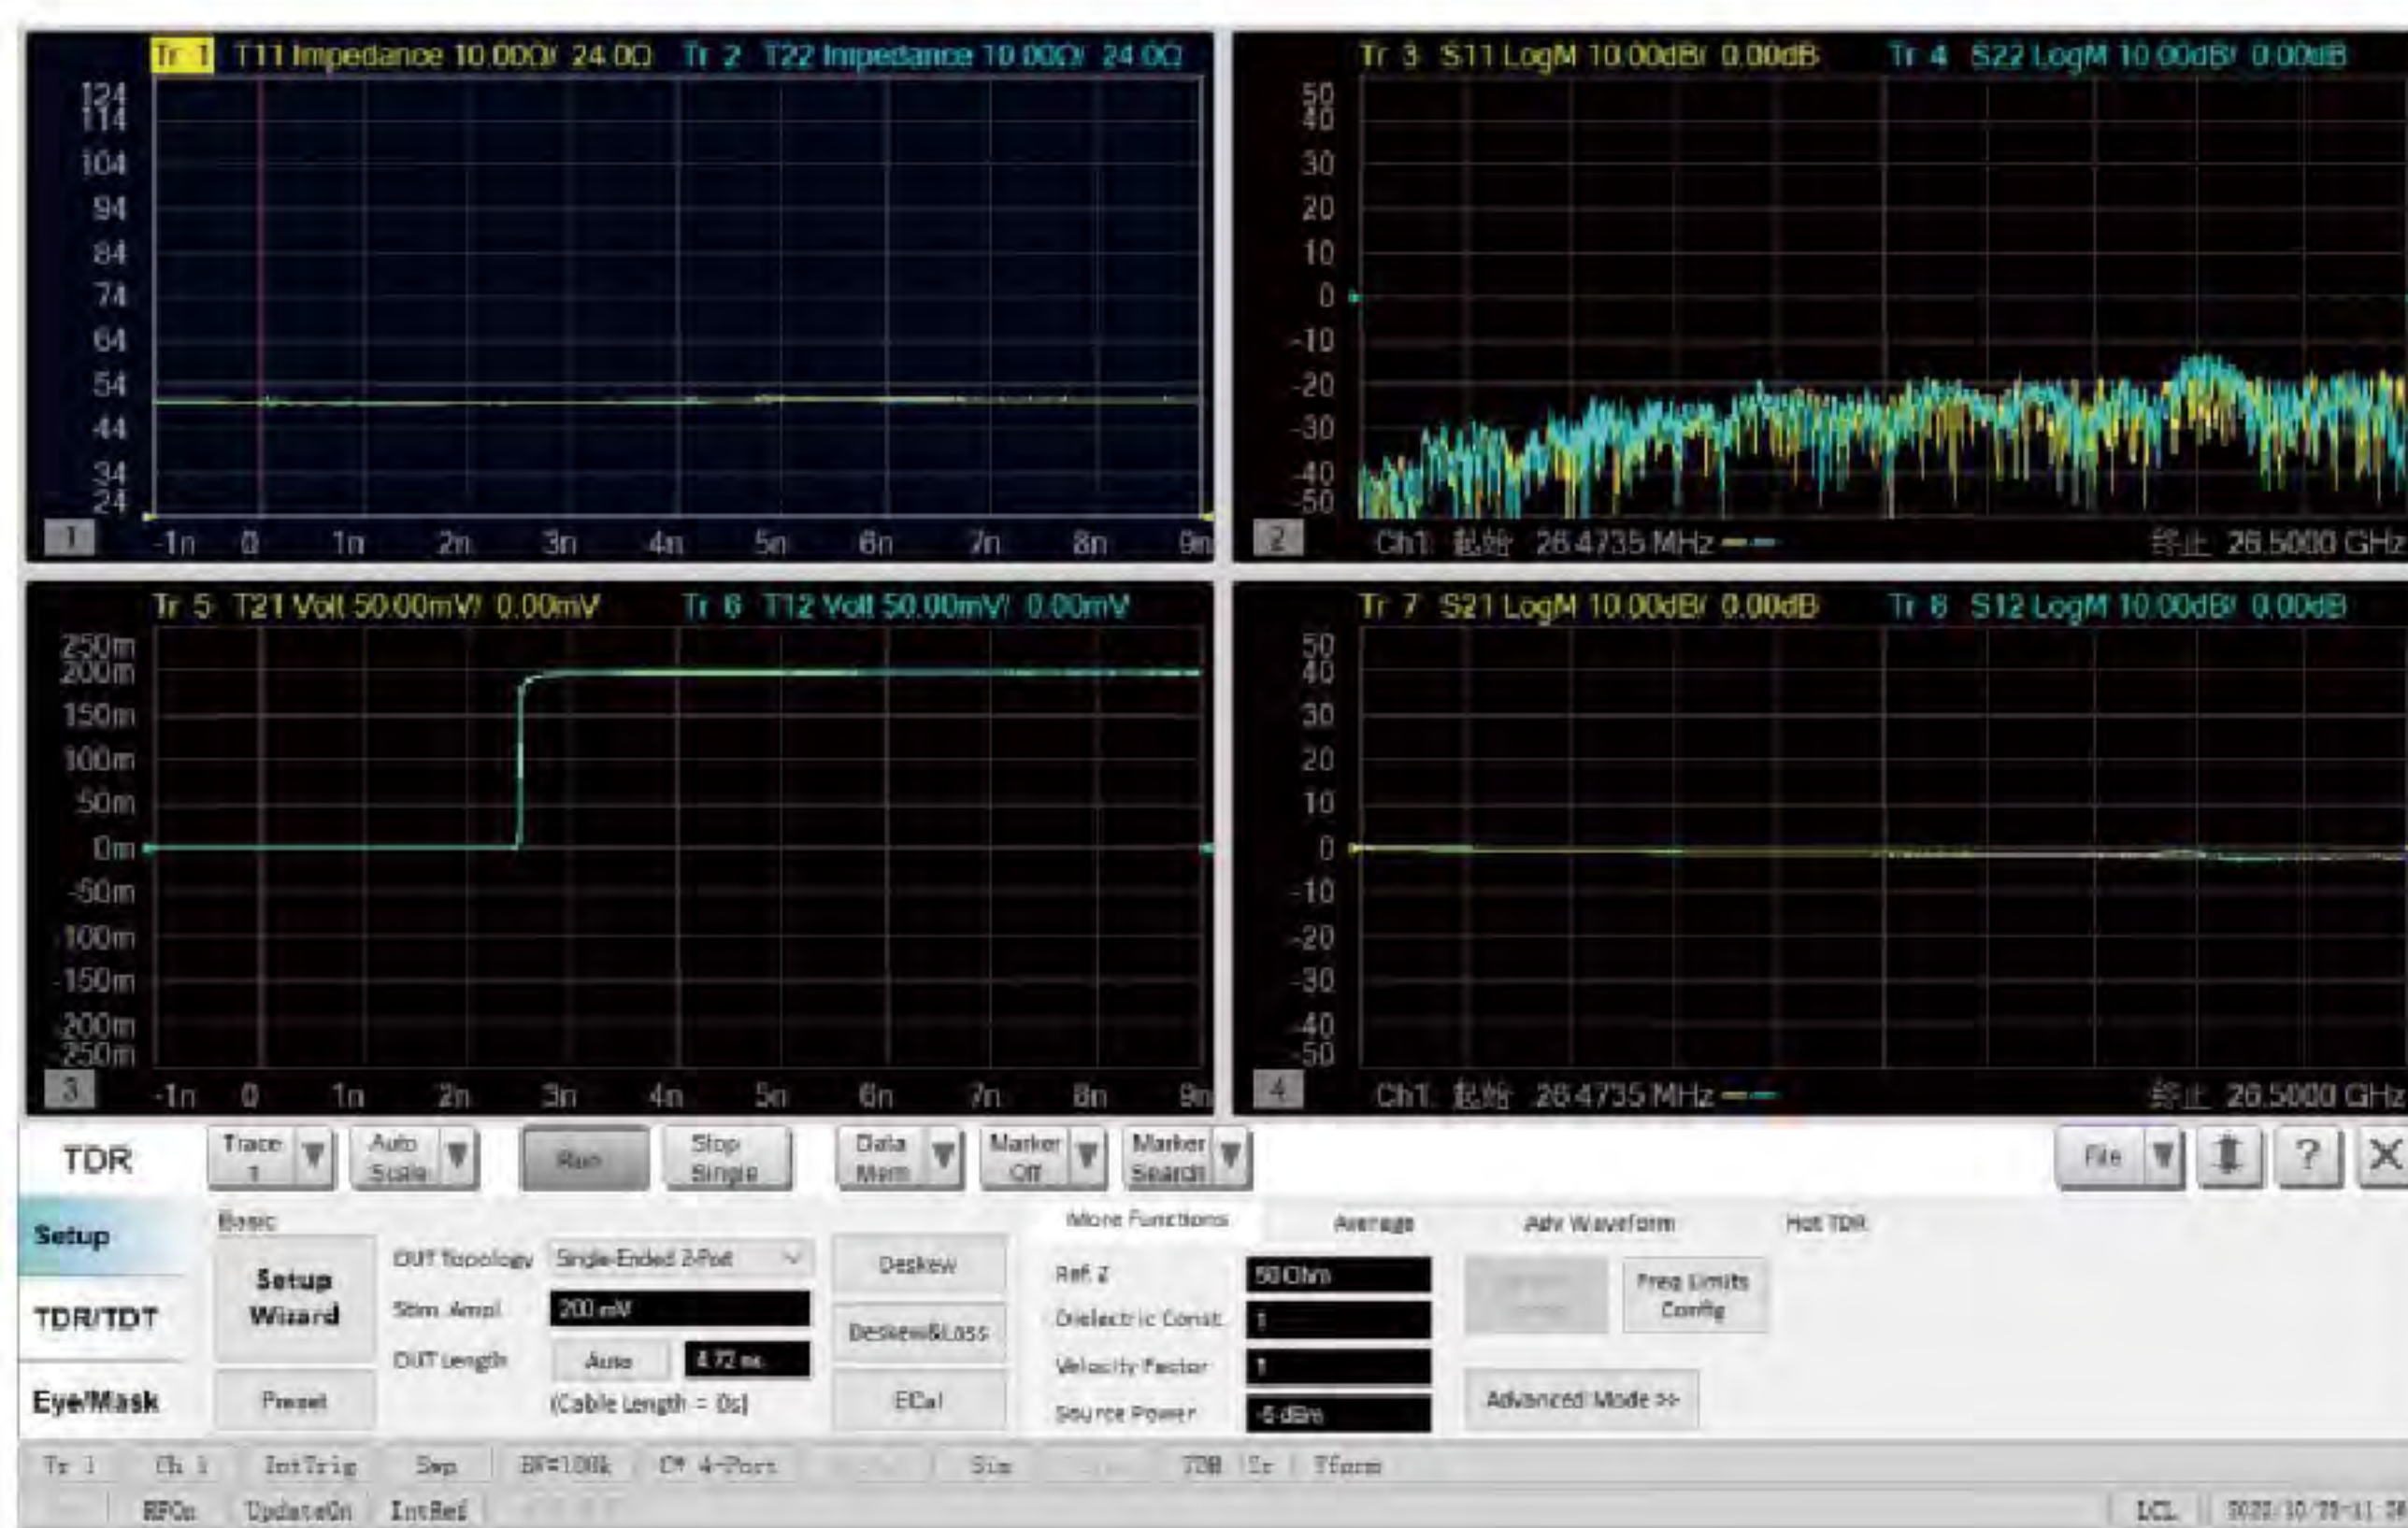 Tr 1 T11 Impedance 10.00Ω/ 24.0Ω Tr 2 T22 Impedance 10.00Ω/ 24.0Ω
124
114
104
94
84
74
64
54
44
34
24
1
-1n 0 1n 2n 3n 4n 5n 6n 7n 8n 9n
Tr 3 S11 LogM 10.00dB/ 0.00dB Tr 4 S22 LogM 10.00dB/ 0.00dB
50
40
30
20
10
0
-10
-20
-30
-40
-50
2
Ch1: 起始 26.4735 MHz 终止 26.5000 GHz
Tr 5 T21 Volt 50.00mV/ 0.00mV Tr 6 T12 Volt 50.00mV/ 0.00mV
250m
200m
150m
100m
50m
0m
-50m
-100m
-150m
-200m
-250m
3
-1n 0 1n 2n 3n 4n 5n 6n 7n 8n 9n
Tr 7 S21 LogM 10.00dB/ 0.00dB Tr 8 S12 LogM 10.00dB/ 0.00dB
50
40
30
20
10
0
-10
-20
-30
-40
-50
4
Ch1: 起始 26.4735 MHz 终止 26.5000 GHz
TDR
Trace 1
Auto Scale
Run
Stop Single
Data Mem
Marker Off
Marker Search
File
?
X
Setup
TDR/TDT
Eye/Mask
Basic
Setup Wizard
Preset
DUT Topology Single-Ended 2-Port
Stim. Ampl. 200 mV
DUT Length Auto 4.72 ns
(Cable Length = 0s)
Deskew
Deskew&Loss
ECal
More Functions Average Adv Waveform Hot TDR
Ref. Z 50 Ohm
Dielectric Const. 1
Velocity Factor 1
Source Power -5 dBm
Freq Limits Config
Advanced Mode >>
Tr 1 Ch 1 IntTrig Swp BW=100k C* 4-Port Sim TDR Zr Tform
RFOn UpdateOn IntRef LCL